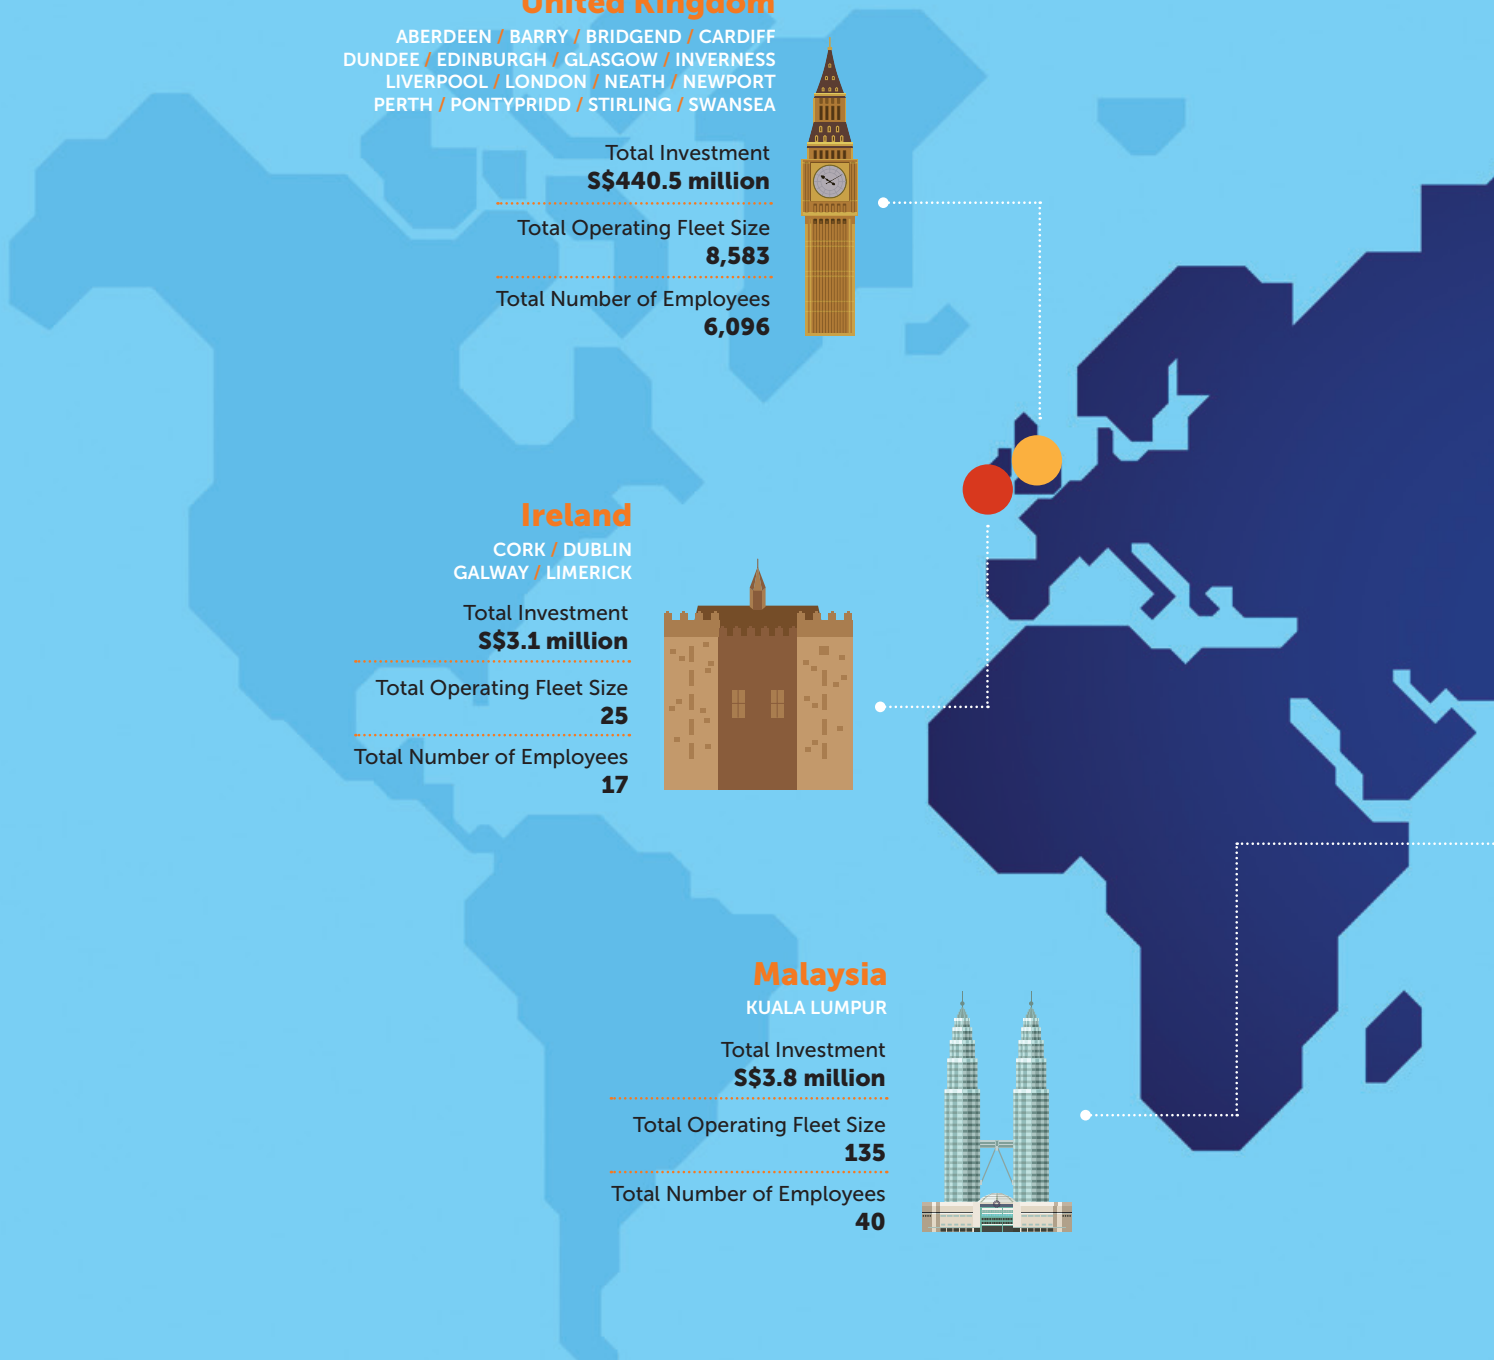 United Kingdom
ABERDEEN / BARRY / BRIDGEND / CARDIFF
DUNDEE / EDINBURGH / GLASGOW / INVERNESS
LIVERPOOL / LONDON / NEATH / NEWPORT
PERTH / PONTYPRIDD / STIRLING / SWANSEA
Total Investment
S$440.5 million
Total Operating Fleet Size
8,583
Total Number of Employees
6,096
Ireland
CORK / DUBLIN
GALWAY / LIMERICK
Total Investment
S$3.1 million
Total Operating Fleet Size
25
Total Number of Employees
17
Malaysia
KUALA LUMPUR
Total Investment
S$3.8 million
Total Operating Fleet Size
135
Total Number of Employees
40